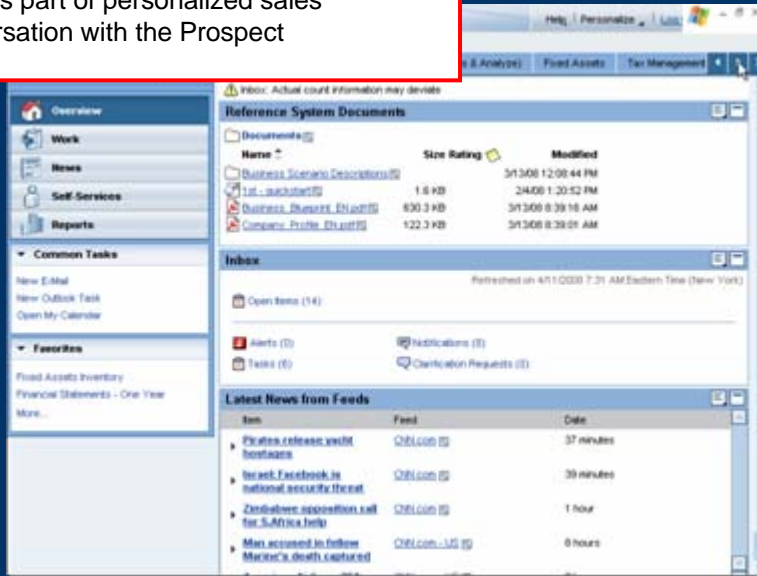 s part of personalized sales
ersation with the Prospect
Help | Personalize | Log
s & Analyze) Fixed Assets Tax Management
Inbox: Actual count information may deviate
Overview
Work
News
Self-Services
Reports
Common Tasks
New E-Mail
New Outlook Task
Open My Calendar
Favorites
Fixed Assets Inventory
Financial Statements - One Year
More...
Reference System Documents
Documents
Name Size Rating Modified
Business Scenario Descriptions 3/13/08 12:08:44 PM
1st - quickstart 1.6 KB 2/4/08 1:20:52 PM
Business_Blueprint_EN.pdf 630.3 KB 3/13/08 8:39:16 AM
Company_Profile_EN.pdf 122.3 KB 3/13/08 8:39:01 AM
Inbox
Refreshed on 4/11/2008 7:31 AM Eastern Time (New York)
Open Items (14)
Alerts (0) Notifications (8)
Tasks (6) Clarification Requests (0)
Latest News from Feeds
Item Feed Date
Pirates release yacht hostages CNN.com 37 minutes
Israel: Facebook is national security threat CNN.com 39 minutes
Zimbabwe opposition call for S.Africa help CNN.com 1 hour
Man accused in fellow Marine's death captured CNN.com - US 8 hours